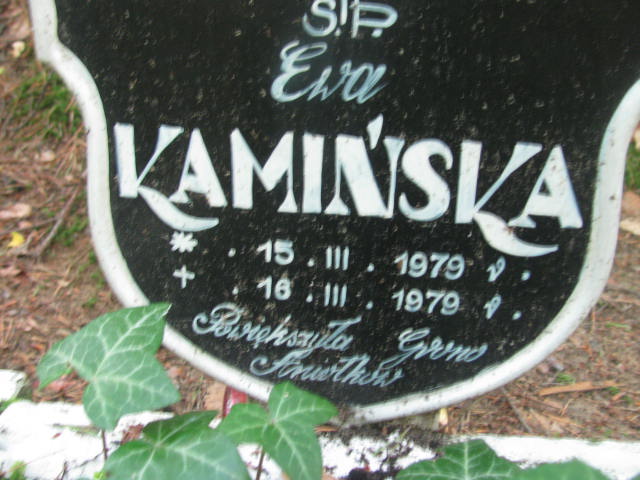 Ś.P.
Ewa
KAMIŃSKA
* . 15 . III . 1979 r .
+ . 16 . III . 1979 r .
Powiększyła Grono
Aniołków